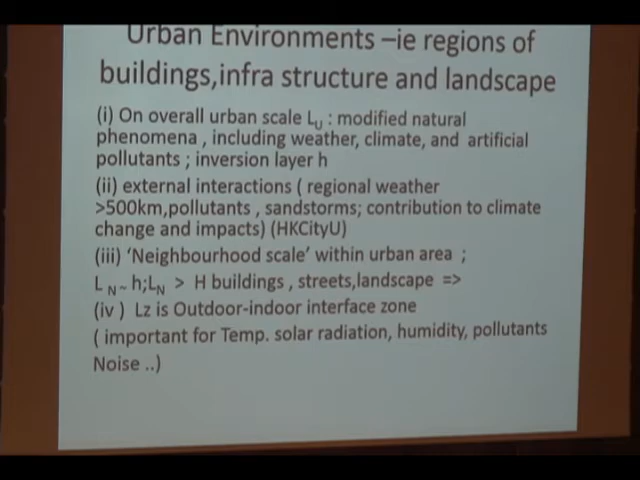 Urban Environments –ie regions of
buildings,infra structure and landscape
(i) On overall urban scale LU : modified natural
phenomena , including weather, climate, and artificial
pollutants ; inversion layer h
(ii) external interactions ( regional weather
>500km,pollutants , sandstorms; contribution to climate
change and impacts) (HKCityU)
(iii) ‘Neighbourhood scale’ within urban area ;
L N ~ h;LN > H buildings , streets,landscape =>
(iv ) Lz is Outdoor-indoor interface zone
( important for Temp. solar radiation, humidity, pollutants
Noise ..)